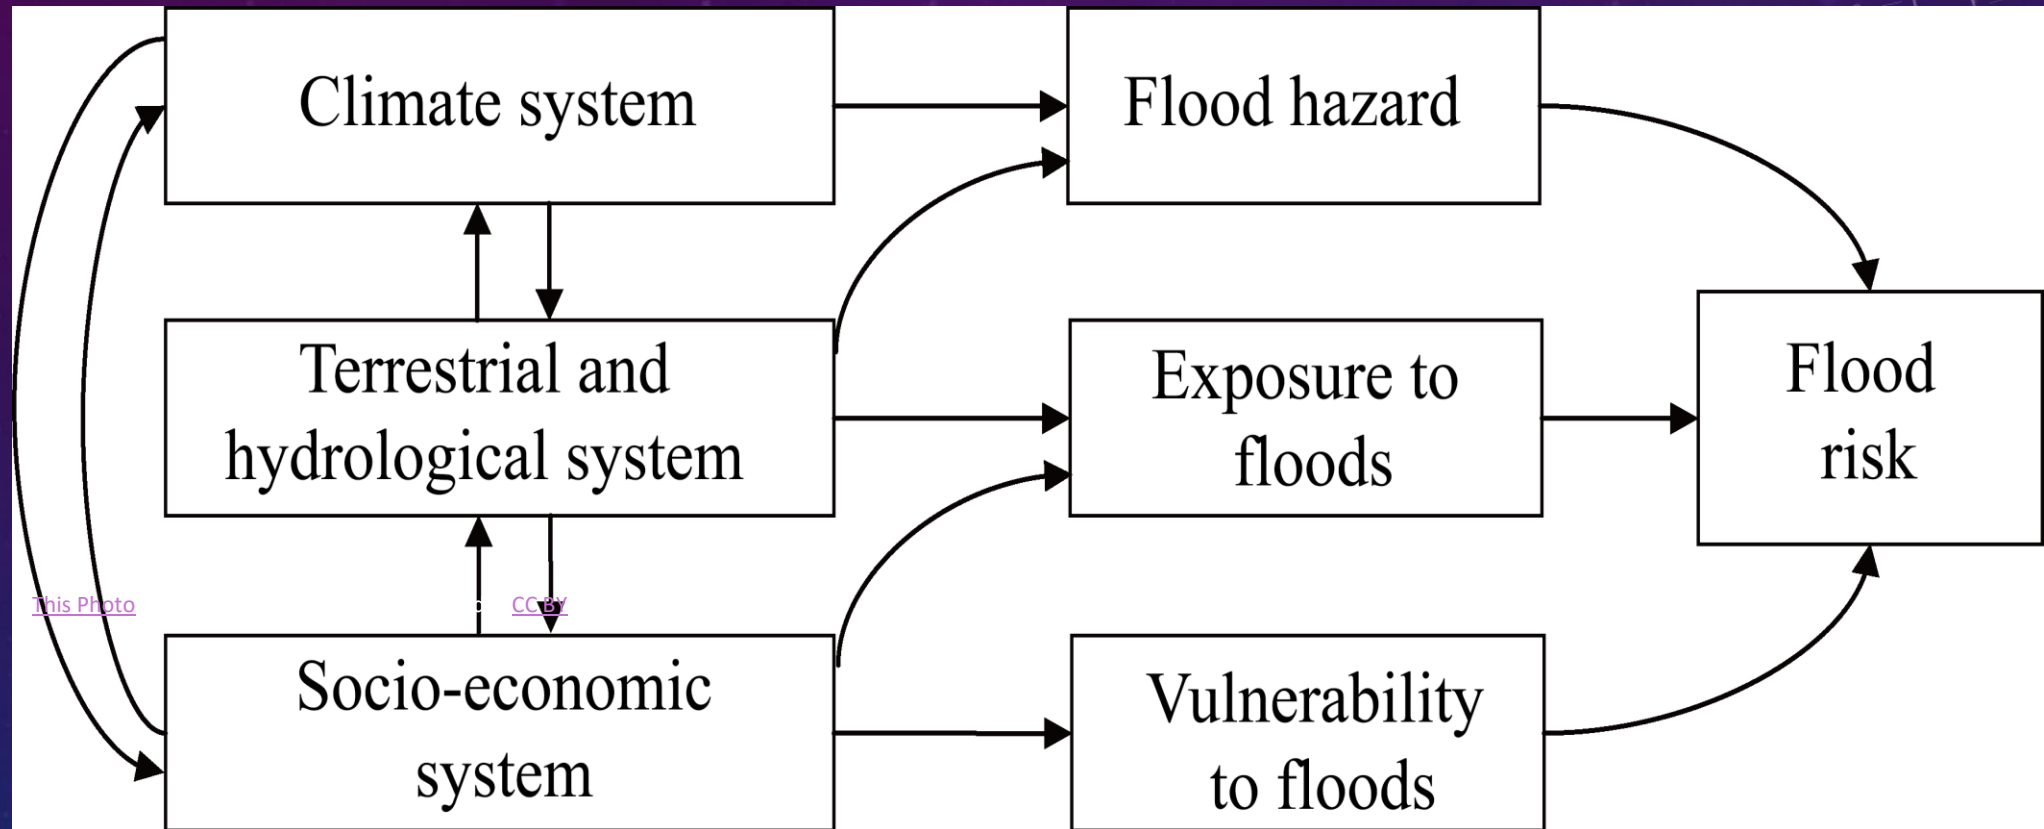 Climate system
Flood hazard
Terrestrial and
hydrological system
Exposure to
floods
Flood
risk
This Photo
CC BY
Socio-economic
system
Vulnerability
to floods